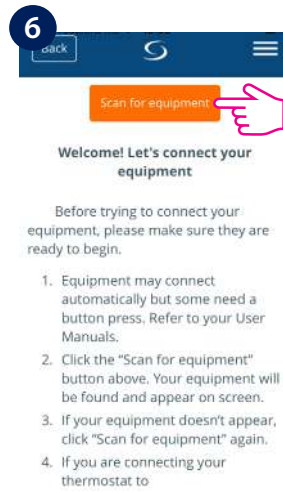 6
Back
Scan for equipment
Welcome! Let's connect your
equipment
Before trying to connect your
equipment, please make sure they are
ready to begin.
1. Equipment may connect
automatically but some need a
button press. Refer to your User
Manuals.
2. Click the “Scan for equipment”
button above. Your equipment will
be found and appear on screen.
3. If your equipment doesn’t appear,
click “Scan for equipment” again.
4. If you are connecting your
thermostat to